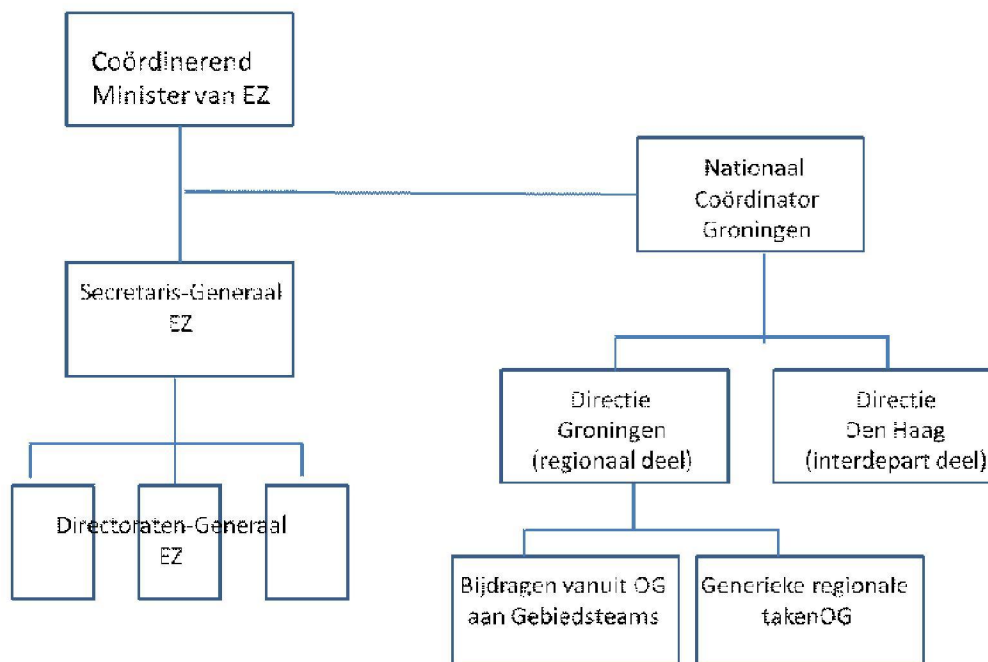 Coördinerend
Minister van EZ
Nationaal
Coördinator
Groningen
Secretaris-Generaal
EZ
Directie
Groningen
(regionaal deel)
Directie
Den Haag
(interdepart deel)
Directoraten-Generaal
EZ
Bijdragen vanuit OG
aan Gebiedsteams
Generieke regionale
takenOG